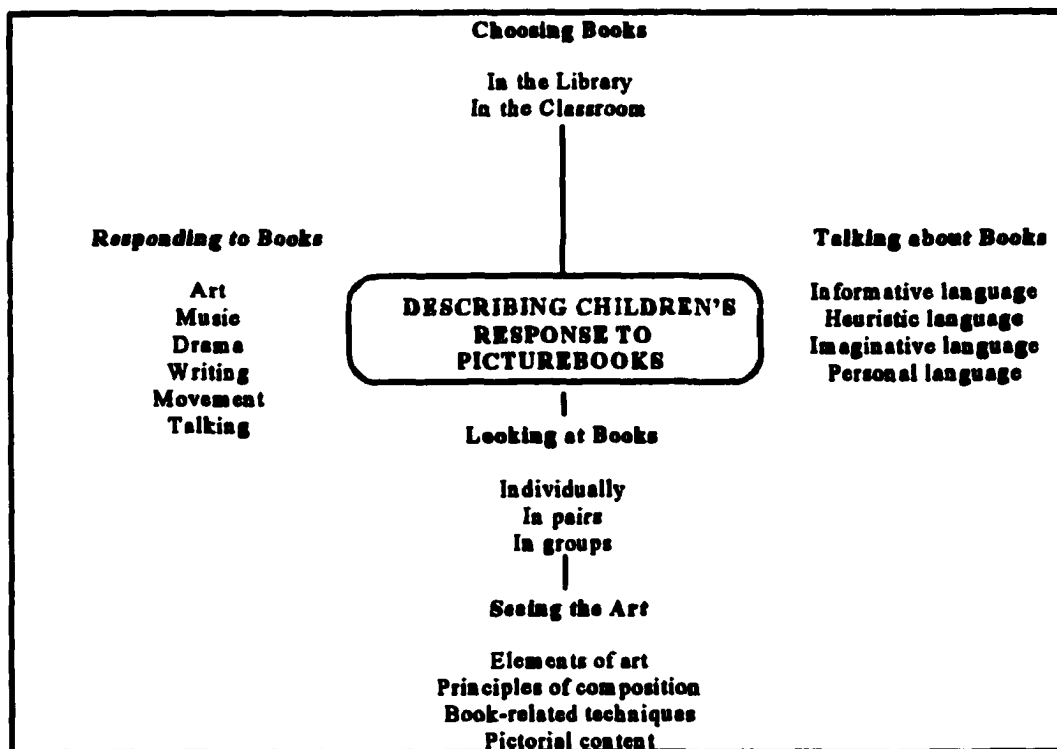 Choosing Books
In the Library
In the Classroom
Responding to Books
Art
Music
Drama
Writing
Movement
Talking
DESCRIBING CHILDREN'S
RESPONSE TO
PICTUREBOOKS
Talking about Books
Informative language
Heuristic language
Imaginative language
Personal language
Looking at Books
Individually
In pairs
In groups
Seeing the Art
Elements of art
Principles of composition
Book-related techniques
Pictorial content